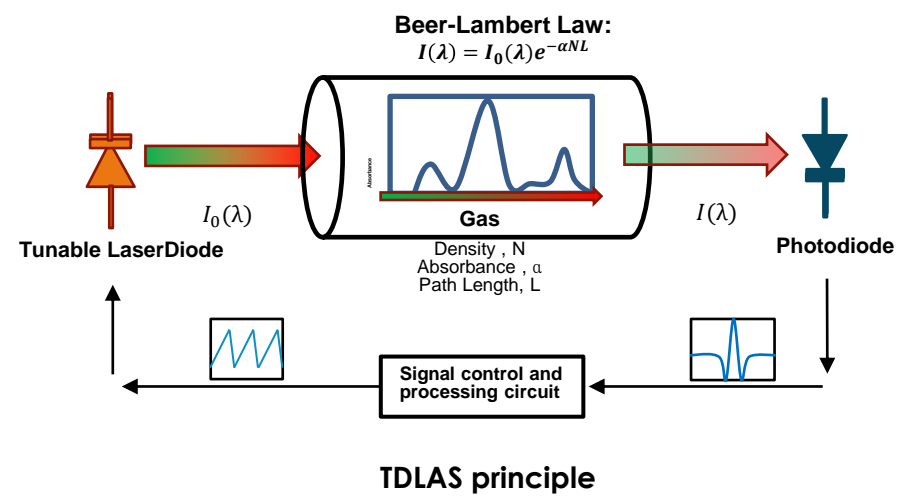 Beer-Lambert Law:
I(λ) = I₀(λ)e^{-αNL}
Absorbance
Gas
I₀(λ)
I(λ)
Tunable LaserDiode
Density , N
Absorbance , α
Path Length, L
Photodiode
Signal control and
processing circuit
TDLAS principle